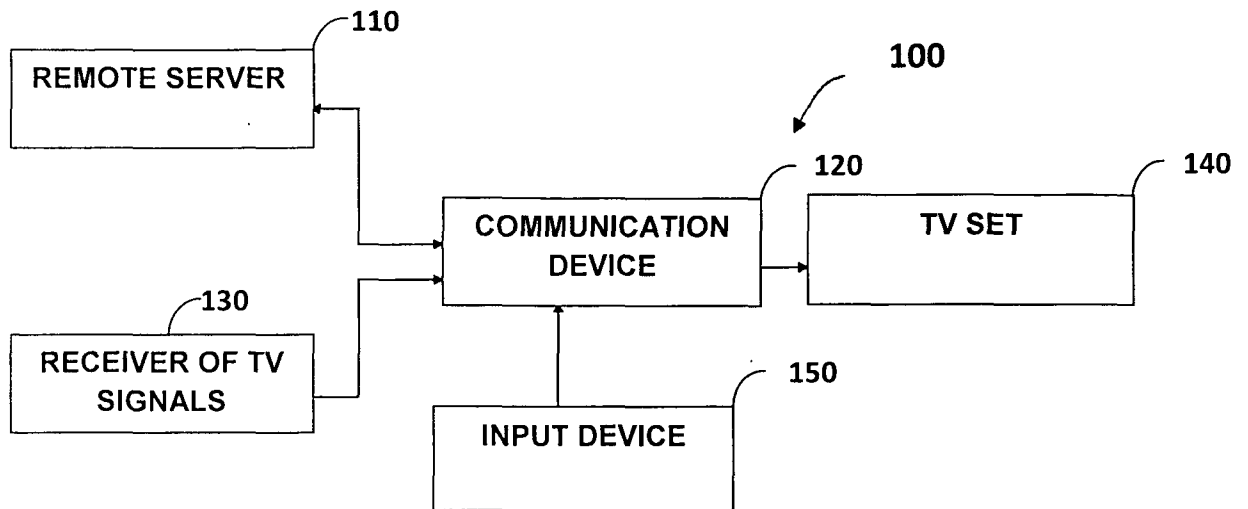 110
REMOTE SERVER
100
120
140
COMMUNICATION
DEVICE
TV SET
130
RECEIVER OF TV
SIGNALS
150
INPUT DEVICE